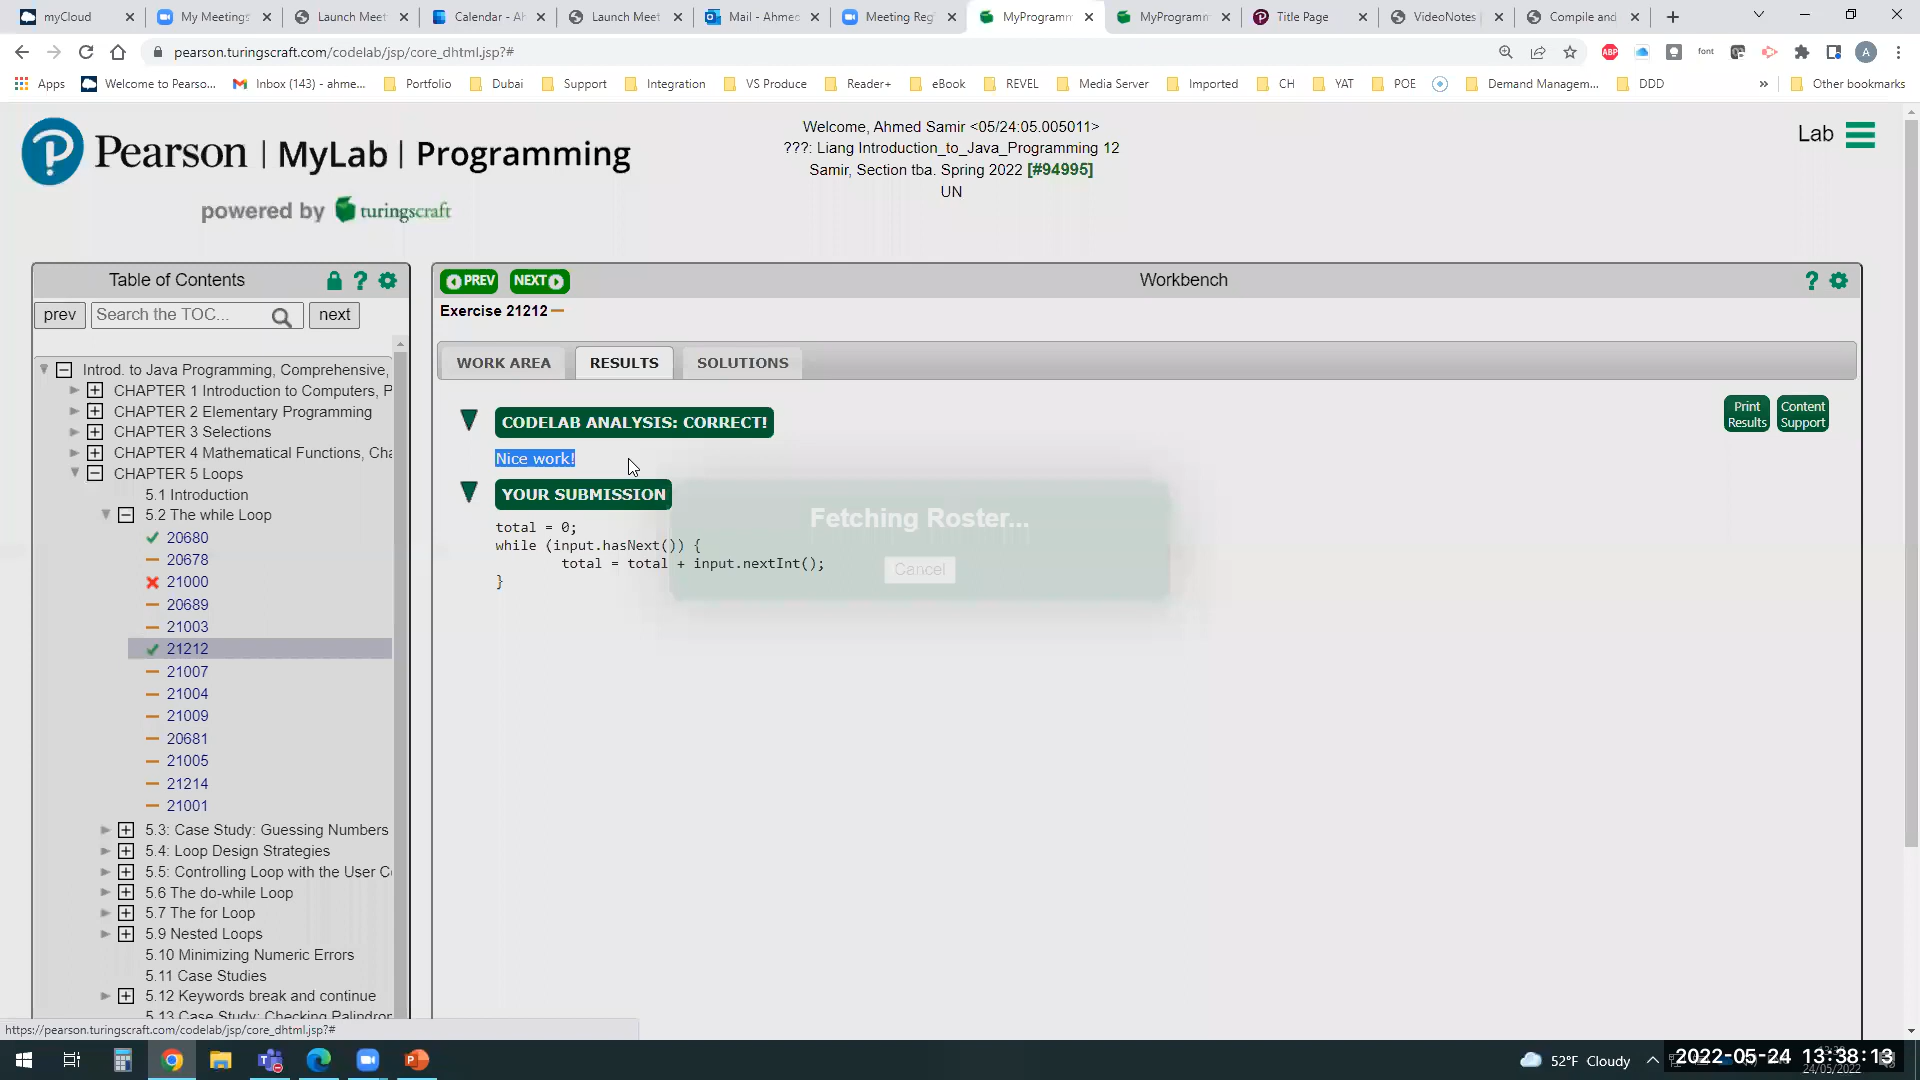 myCloud
My Meetings
Launch Meet
Calendar - Ah
Launch Meet
Mail - Ahmed
Meeting Reg
MyProgramm
MyProgramm
Title Page
VideoNotes
Compile and
pearson.turingscraft.com/codelab/jsp/core_dhtml.jsp?#
ABP
font
A
Apps
Welcome to Pearso...
Inbox (143) - ahme...
Portfolio
Dubai
Support
Integration
VS Produce
Reader+
eBook
REVEL
Media Server
Imported
CH
YAT
POE
Demand Managem...
DDD
»
Other bookmarks
Pearson | MyLab | Programming
powered by turingscraft
Welcome, Ahmed Samir <05/24:05.005011>
???: Liang Introduction_to_Java_Programming 12
Samir, Section tba. Spring 2022 [#94995]
UN
Lab
Table of Contents
?
prev
Search the TOC...
next
Introd. to Java Programming, Comprehensive,
CHAPTER 1 Introduction to Computers, P
CHAPTER 2 Elementary Programming
CHAPTER 3 Selections
CHAPTER 4 Mathematical Functions, Cha
CHAPTER 5 Loops
5.1 Introduction
5.2 The while Loop
20680
20678
21000
20689
21003
21212
21007
21004
21009
20681
21005
21214
21001
5.3: Case Study: Guessing Numbers
5.4: Loop Design Strategies
5.5: Controlling Loop with the User C
5.6 The do-while Loop
5.7 The for Loop
5.9 Nested Loops
5.10 Minimizing Numeric Errors
5.11 Case Studies
5.12 Keywords break and continue
5.13 Case Study: Checking Palindror
PREV
NEXT
Workbench
?
Exercise 21212
WORK AREA
RESULTS
SOLUTIONS
CODELAB ANALYSIS: CORRECT!
Print Results
Content Support
Nice work!
YOUR SUBMISSION
total = 0;
while (input.hasNext()) {
total = total + input.nextInt();
}
Fetching Roster...
Cancel
https://pearson.turingscraft.com/codelab/jsp/core_dhtml.jsp?#
52°F Cloudy
2022-05-24 13:38:13
24/05/2022